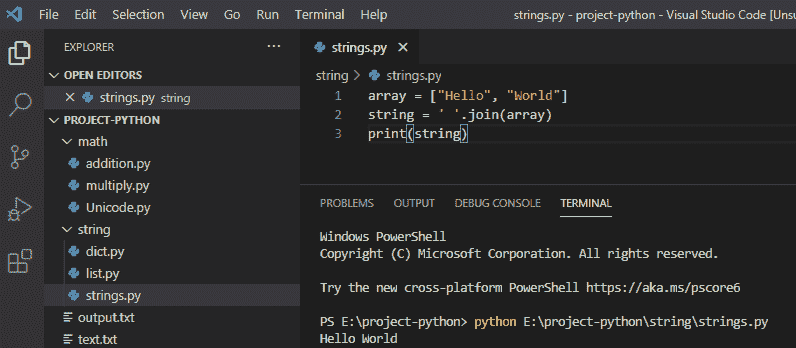 File Edit Selection View Go Run Terminal Help
strings.py - project-python - Visual Studio Code [Unsu
EXPLORER
OPEN EDITORS
strings.py string
PROJECT-PYTHON
math
addition.py
multiply.py
Unicode.py
string
dict.py
list.py
strings.py
output.txt
text.txt
strings.py
string > strings.py
1 array = ["Hello", "World"]
2 string = ' '.join(array)
3 print(string)
PROBLEMS OUTPUT DEBUG CONSOLE TERMINAL
Windows PowerShell
Copyright (C) Microsoft Corporation. All rights reserved.
Try the new cross-platform PowerShell https://aka.ms/pscore6
PS E:\project-python> python E:\project-python\string\strings.py
Hello World